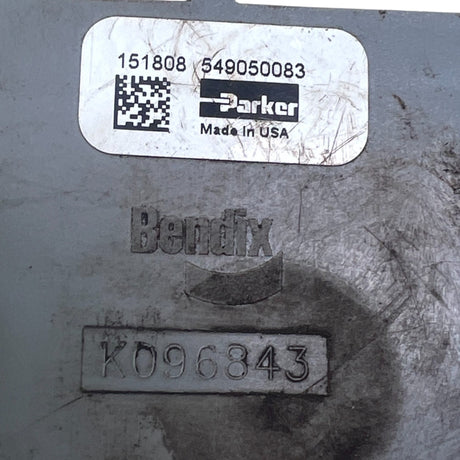 151808 549050083
Parker
Made In USA
Bendix
K096843